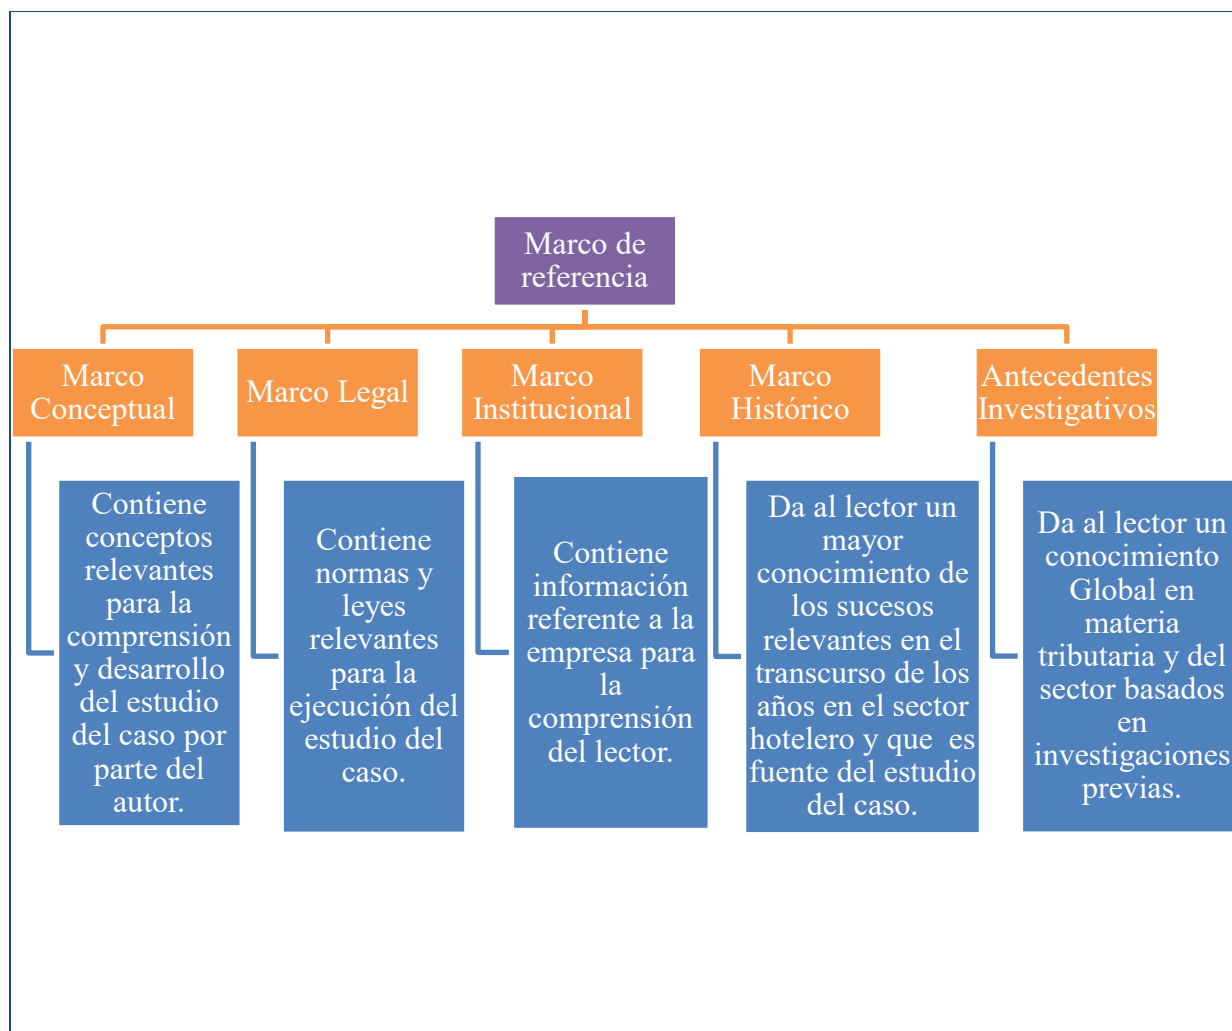 Marco de
referencia
Marco
Conceptual
Contiene
conceptos
relevantes
para la
comprensión
y desarrollo
del estudio
del caso por
parte del
autor.
Marco Legal
Contiene
normas y
leyes
relevantes
para la
ejecución del
estudio del
caso.
Marco
Institucional
Contiene
información
referente a la
empresa para
la
comprensión
del lector.
Marco
Histórico
Da al lector un
mayor
conocimiento de
los sucesos
relevantes en el
transcurso de los
años en el sector
hotelero y que  es
fuente del estudio
del caso.
Antecedentes
Investigativos
Da al lector un
conocimiento
Global en
materia
tributaria y del
sector basados
en
investigaciones
previas.